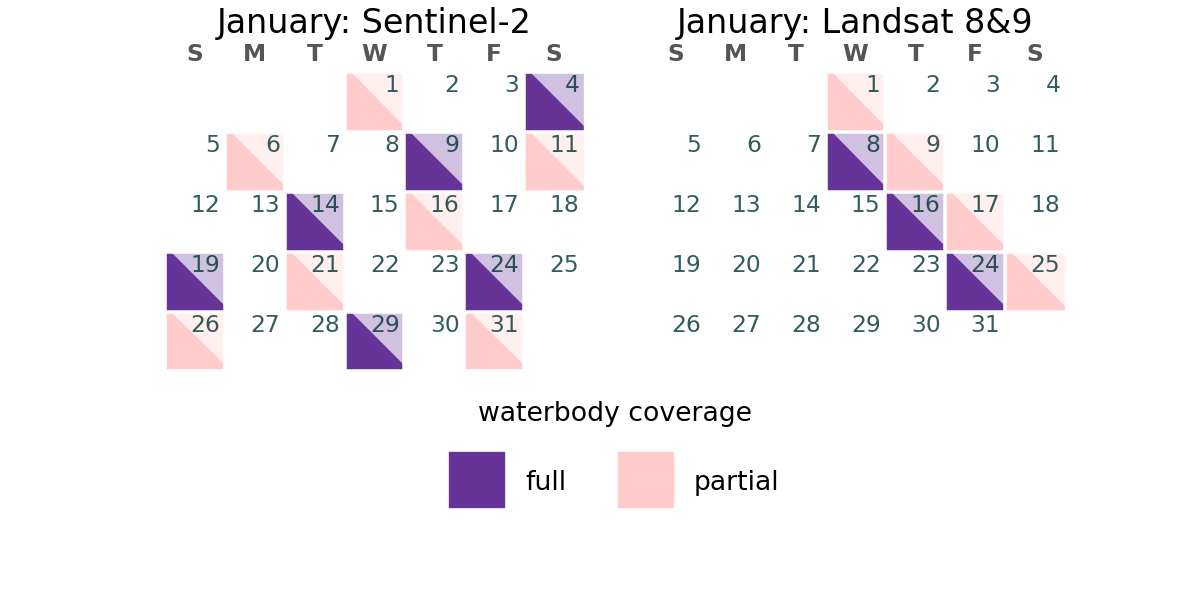 January: Sentinel-2
S M T W T F S
1 2 3 4
5 6 7 8 9 10 11
12 13 14 15 16 17 18
19 20 21 22 23 24 25
26 27 28 29 30 31
January: Landsat 8&9
S M T W T F S
1 2 3 4
5 6 7 8 9 10 11
12 13 14 15 16 17 18
19 20 21 22 23 24 25
26 27 28 29 30 31
waterbody coverage
full partial